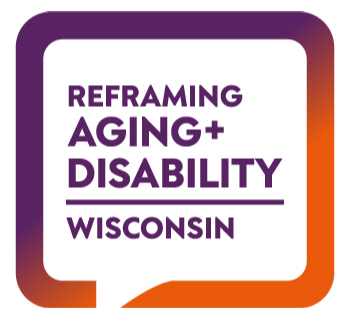 REFRAMING
AGING+
DISABILITY
WISCONSIN